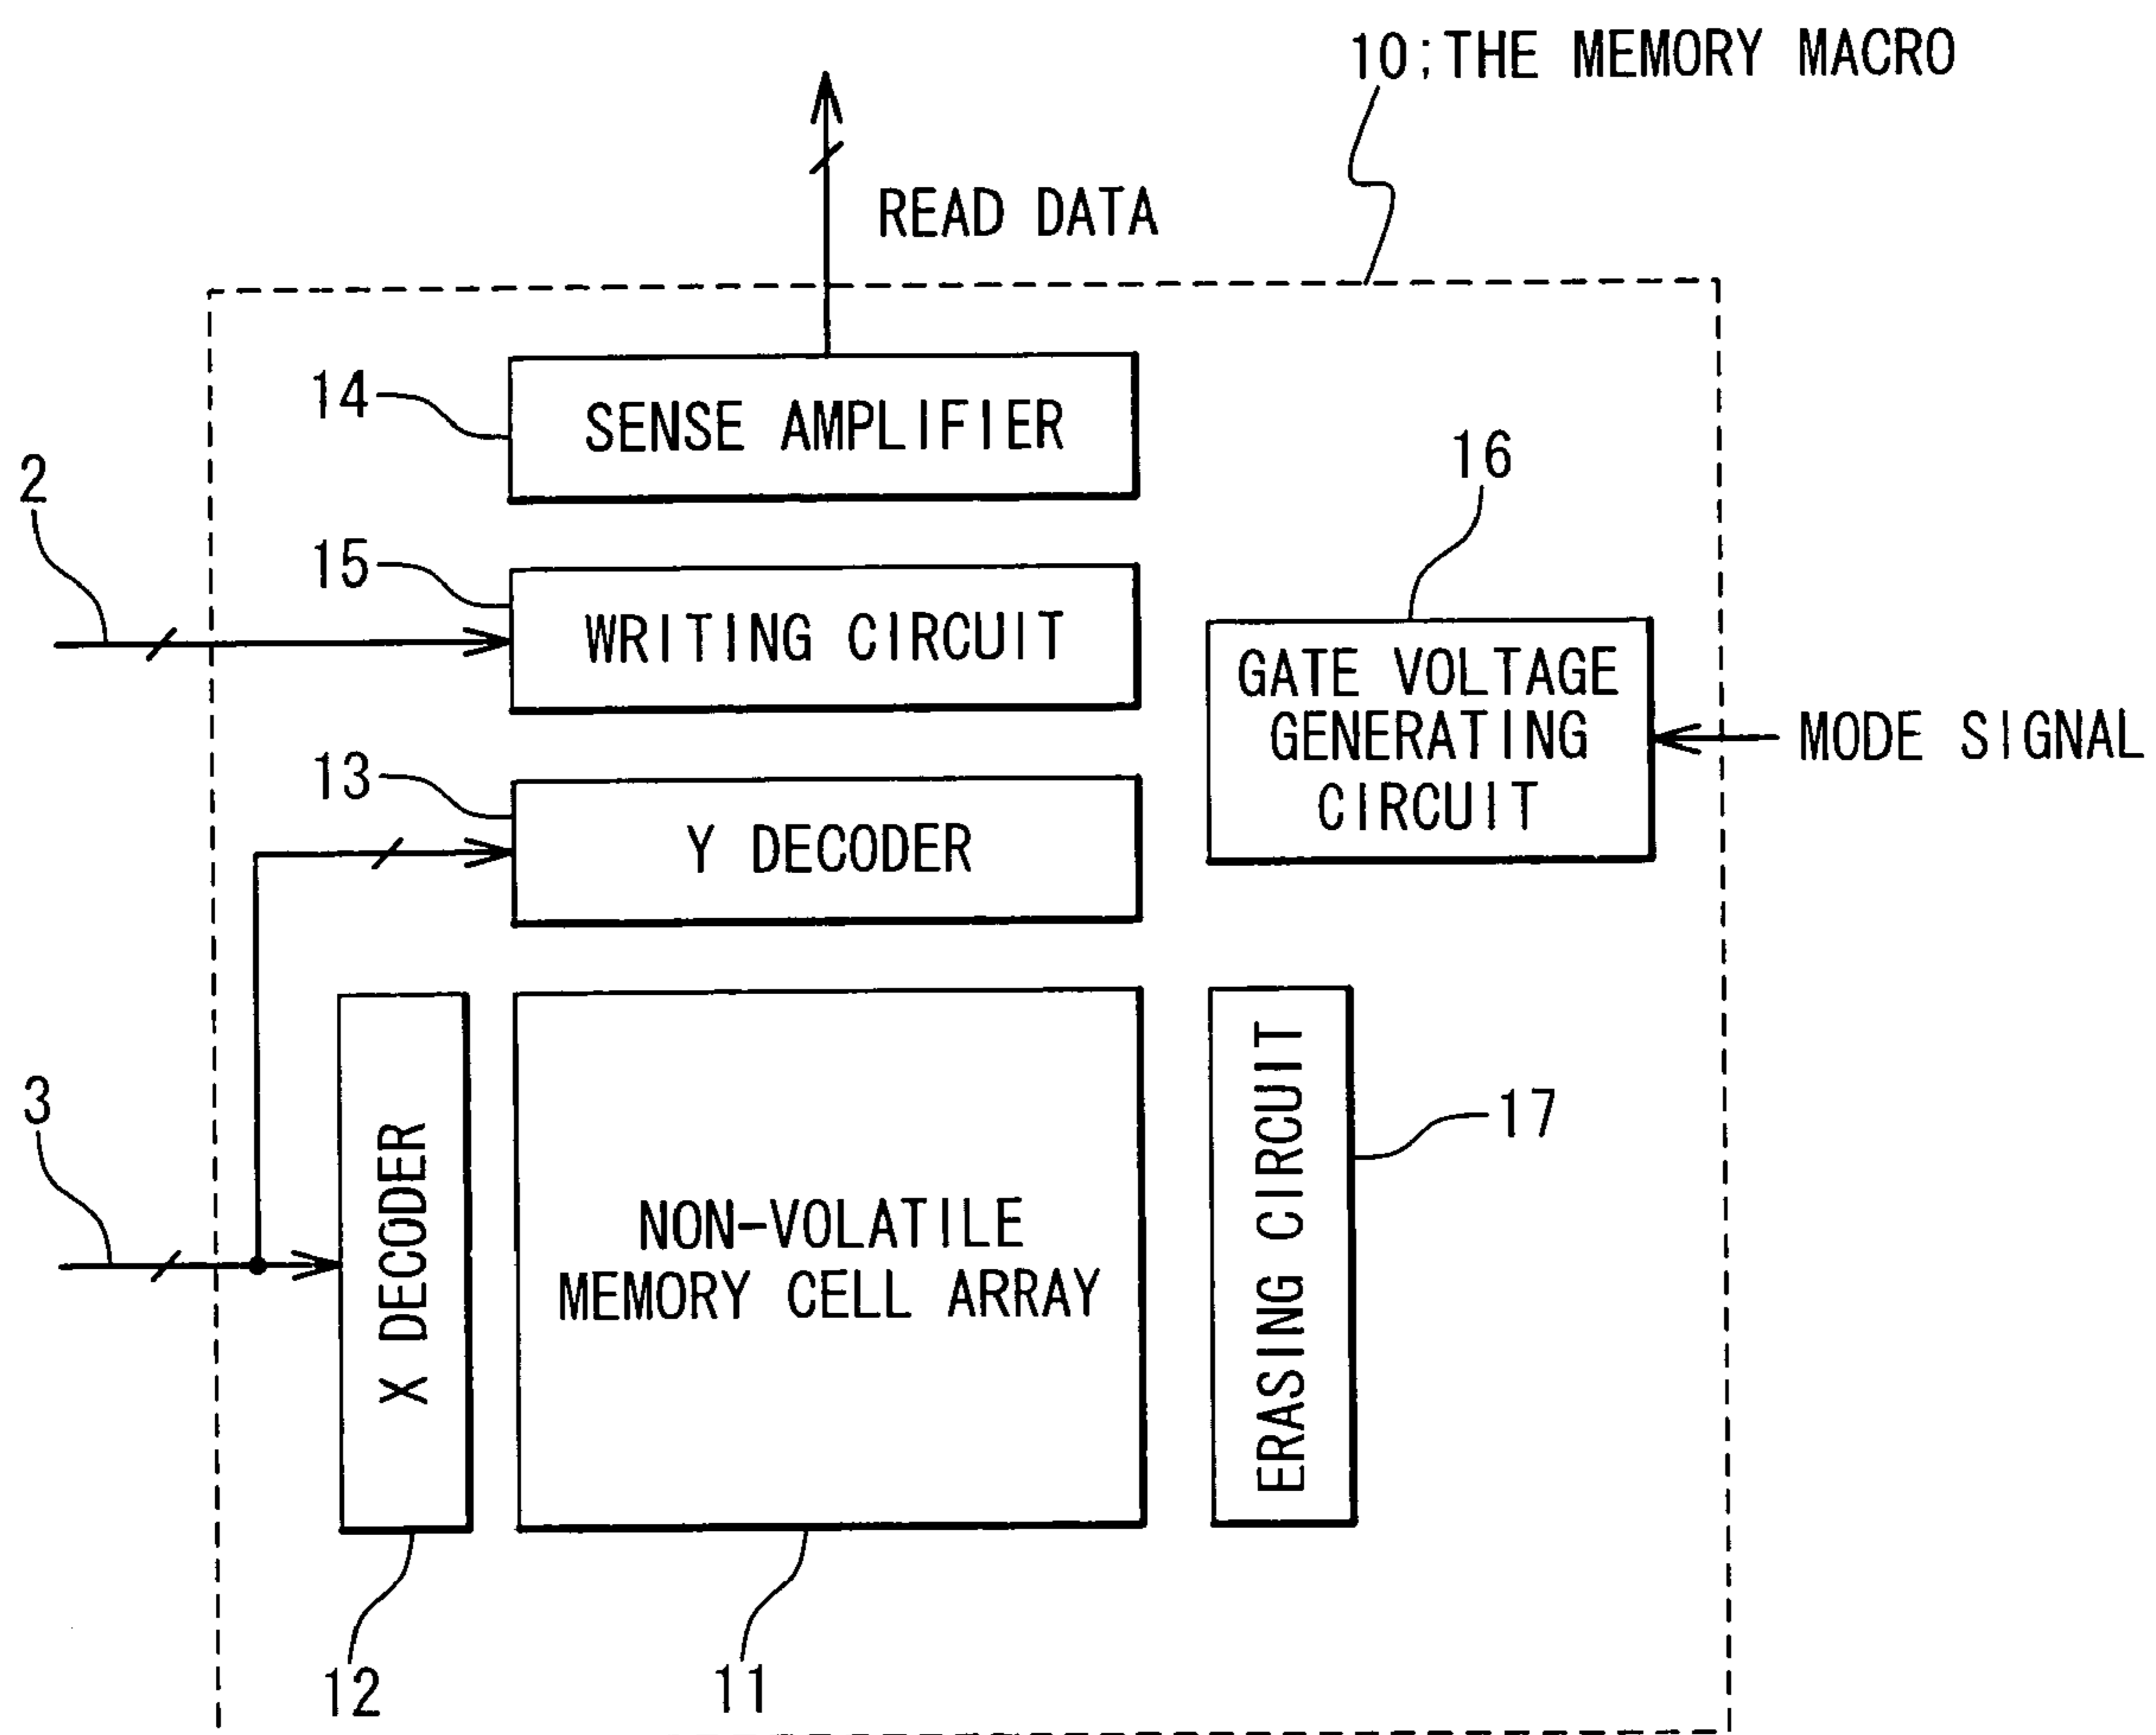 10;THE MEMORY MACRO
READ DATA
14
SENSE AMPLIFIER
2
16
15
WRITING CIRCUIT
GATE VOLTAGE
GENERATING
CIRCUIT
MODE SIGNAL
13
Y DECODER
3
X DECODER
NON-VOLATILE
MEMORY CELL ARRAY
ERASING CIRCUIT
17
12
11